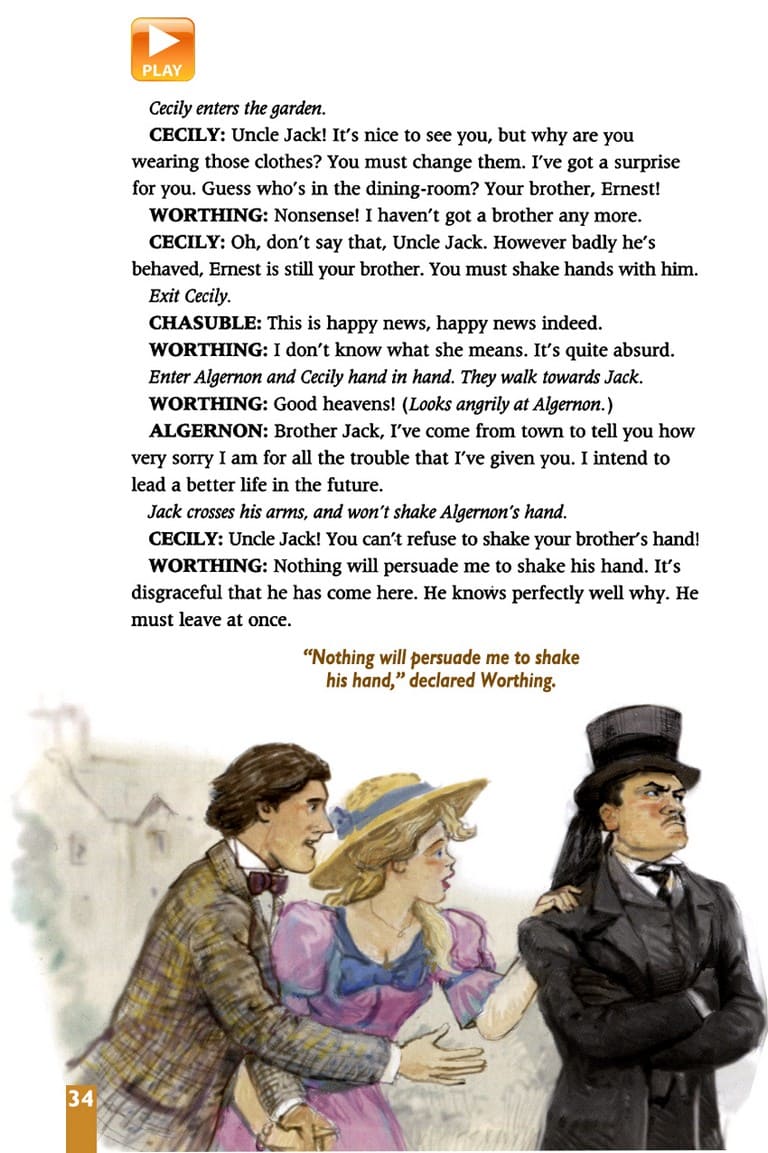 PLAY
Cecily enters the garden.
CECILY: Uncle Jack! It's nice to see you, but why are you
wearing those clothes? You must change them. I've got a surprise
for you. Guess who's in the dining-room? Your brother, Ernest!
WORTHING: Nonsense! I haven't got a brother any more.
CECILY: Oh, don't say that, Uncle Jack. However badly he's
behaved, Ernest is still your brother. You must shake hands with him.
Exit Cecily.
CHASUBLE: This is happy news, happy news indeed.
WORTHING: I don't know what she means. It's quite absurd.
Enter Algernon and Cecily hand in hand. They walk towards Jack.
WORTHING: Good heavens! (Looks angrily at Algernon.)
ALGERNON: Brother Jack, I've come from town to tell you how
very sorry I am for all the trouble that I've given you. I intend to
lead a better life in the future.
Jack crosses his arms, and won't shake Algernon's hand.
CECILY: Uncle Jack! You can't refuse to shake your brother's hand!
WORTHING: Nothing will persuade me to shake his hand. It's
disgraceful that he has come here. He knows perfectly well why. He
must leave at once.
“Nothing will persuade me to shake
his hand,” declared Worthing.
34